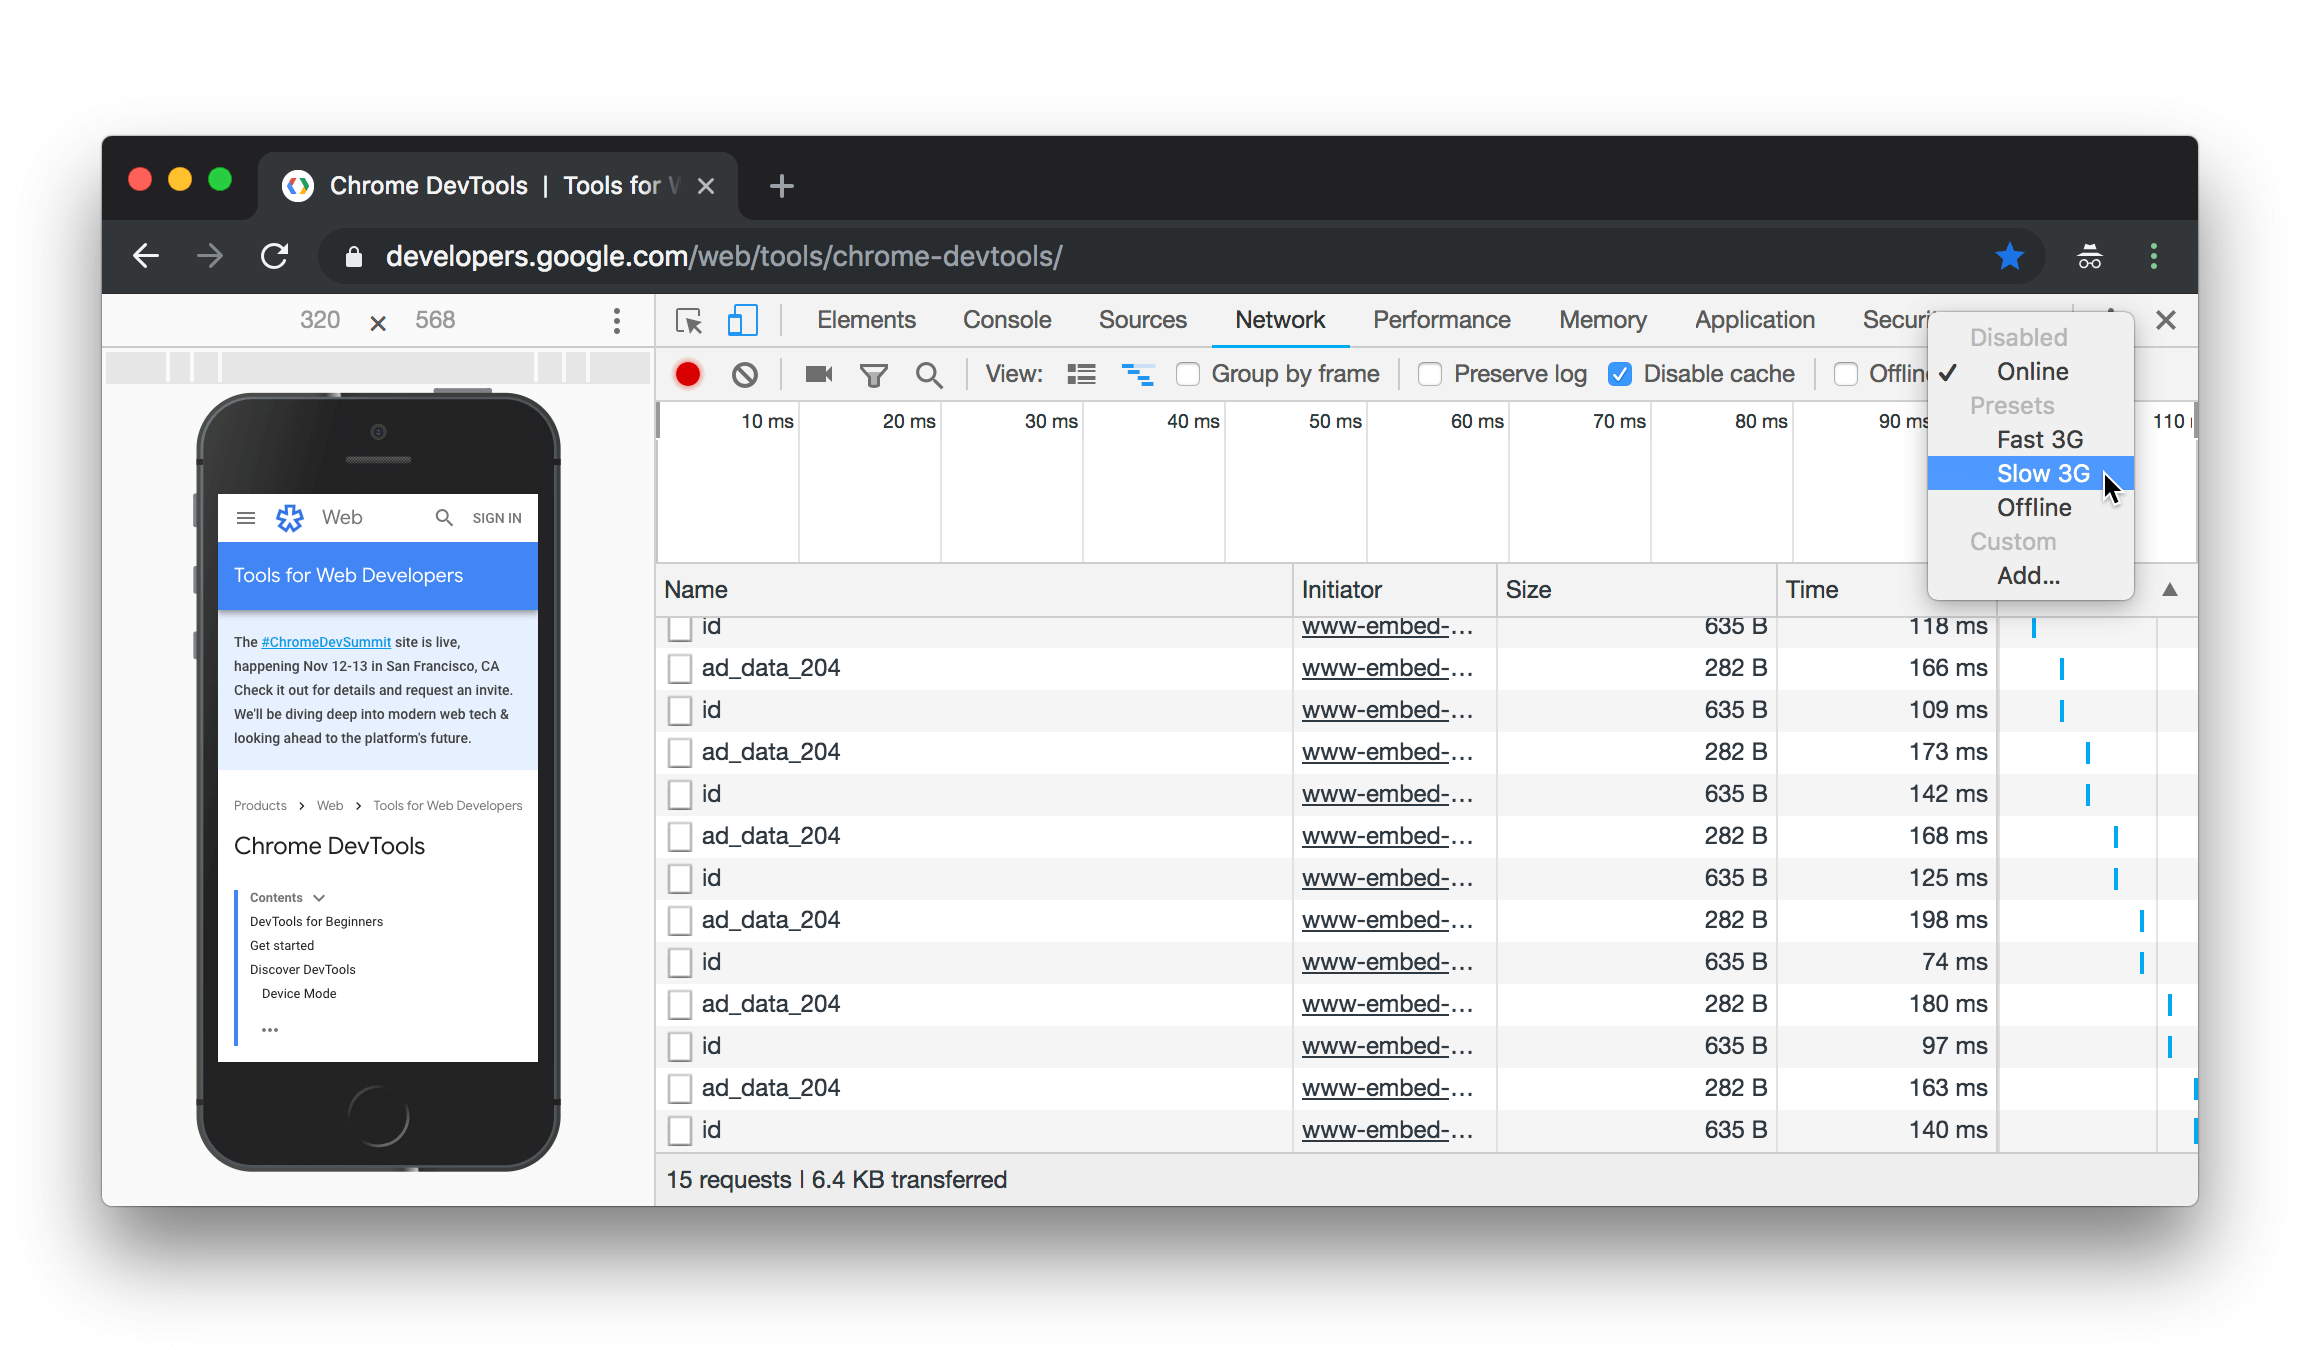 Chrome DevTools | Tools for W
developers.google.com/web/tools/chrome-devtools/
320 × 568
Elements Console Sources Network Performance Memory Application Securi
View: Group by frame Preserve log Disable cache Offlin
10 ms 20 ms 30 ms 40 ms 50 ms 60 ms 70 ms 80 ms 90 ms 110
Disabled
Online
Presets
Fast 3G
Slow 3G
Offline
Custom
Add...
Web SIGN IN
Tools for Web Developers
The #ChromeDevSummit site is live,
happening Nov 12-13 in San Francisco, CA
Check it out for details and request an invite.
We'll be diving deep into modern web tech &
looking ahead to the platform's future.
Products > Web > Tools for Web Developers
Chrome DevTools
Contents
DevTools for Beginners
Get started
Discover DevTools
Device Mode
•••
Name Initiator Size Time
id www-embed-... 635 B 118 ms
ad_data_204 www-embed-... 282 B 166 ms
id www-embed-... 635 B 109 ms
ad_data_204 www-embed-... 282 B 173 ms
id www-embed-... 635 B 142 ms
ad_data_204 www-embed-... 282 B 168 ms
id www-embed-... 635 B 125 ms
ad_data_204 www-embed-... 282 B 198 ms
id www-embed-... 635 B 74 ms
ad_data_204 www-embed-... 282 B 180 ms
id www-embed-... 635 B 97 ms
ad_data_204 www-embed-... 282 B 163 ms
id www-embed-... 635 B 140 ms
15 requests | 6.4 KB transferred